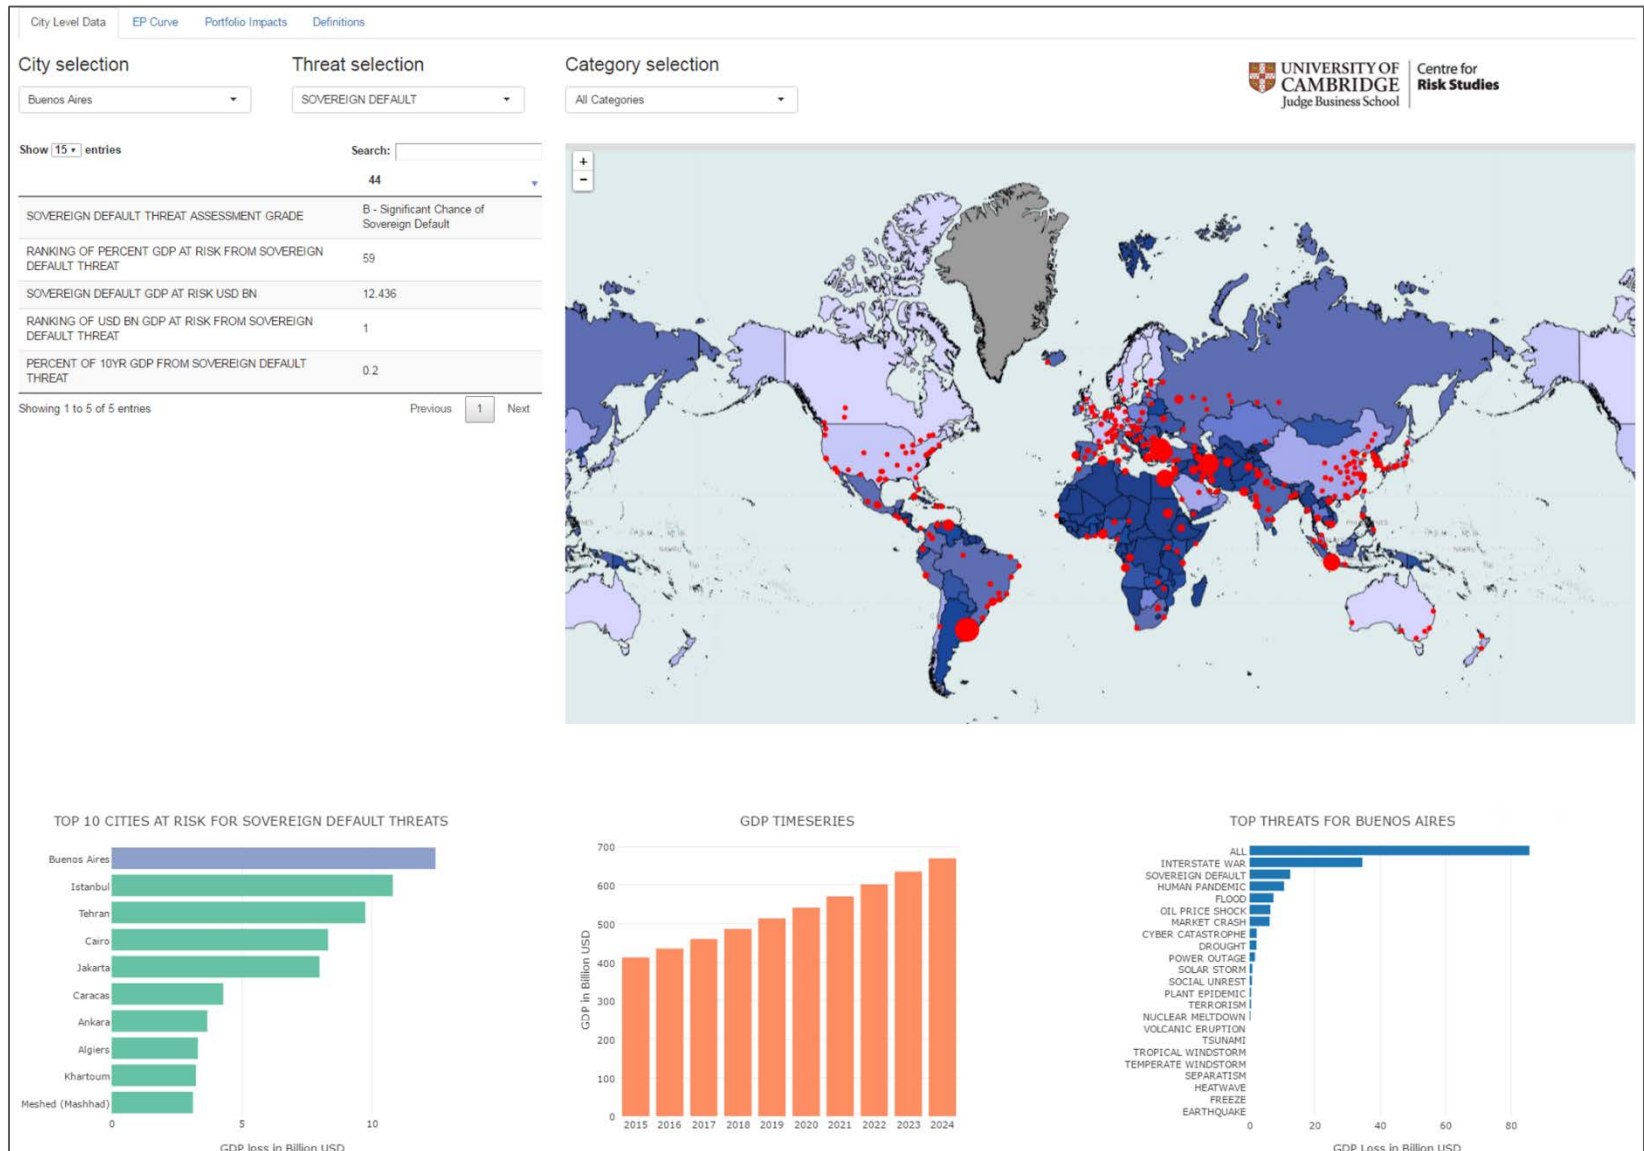 City Level Data EP Curve Portfolio Impacts Definitions
City selection Threat selection Category selection
Buenos Aires SOVEREIGN DEFAULT All Categories
UNIVERSITY OF
CAMBRIDGE
Judge Business School
Centre for
Risk Studies
Show 15 entries Search:
44
SOVEREIGN DEFAULT THREAT ASSESSMENT GRADE
B - Significant Chance of
Sovereign Default
RANKING OF PERCENT GDP AT RISK FROM SOVEREIGN
DEFAULT THREAT
59
SOVEREIGN DEFAULT GDP AT RISK USD BN 12.436
RANKING OF USD BN GDP AT RISK FROM SOVEREIGN
DEFAULT THREAT
1
PERCENT OF 10YR GDP FROM SOVEREIGN DEFAULT
THREAT
0.2
Showing 1 to 5 of 5 entries Previous 1 Next
+
-
TOP 10 CITIES AT RISK FOR SOVEREIGN DEFAULT THREATS
Buenos Aires
Istanbul
Tehran
Cairo
Jakarta
Caracas
Ankara
Algiers
Khartoum
Meshed (Mashhad)
0 5 10
GDP loss in Billion USD
GDP TIMESERIES
GDP in Billion USD
700
600
500
400
300
200
100
0
2015 2016 2017 2018 2019 2020 2021 2022 2023 2024
TOP THREATS FOR BUENOS AIRES
ALL
INTERSTATE WAR
SOVEREIGN DEFAULT
HUMAN PANDEMIC
FLOOD
OIL PRICE SHOCK
MARKET CRASH
CYBER CATASTROPHE
DROUGHT
POWER OUTAGE
SOLAR STORM
SOCIAL UNREST
PLANT EPIDEMIC
TERRORISM
NUCLEAR MELTDOWN
VOLCANIC ERUPTION
TSUNAMI
TROPICAL WINDSTORM
TEMPERATE WINDSTORM
SEPARATISM
HEATWAVE
FREEZE
EARTHQUAKE
0 20 40 60 80
GDP Loss in Billion USD